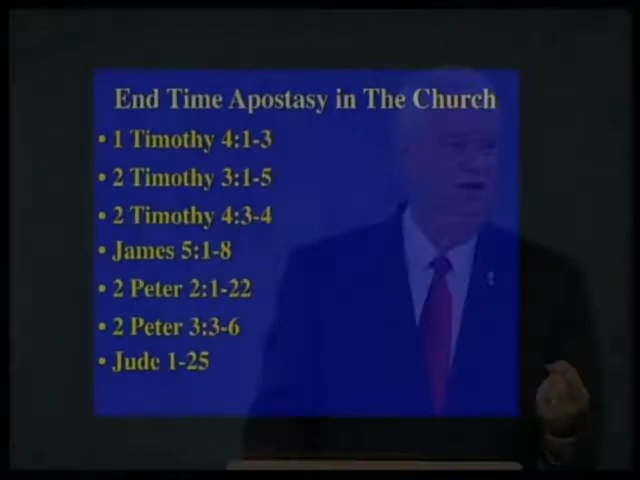 End Time Apostasy in The Church
• 1 Timothy 4:1-3
• 2 Timothy 3:1-5
• 2 Timothy 4:3-4
• James 5:1-8
• 2 Peter 2:1-22
• 2 Peter 3:3-6
• Jude 1-25